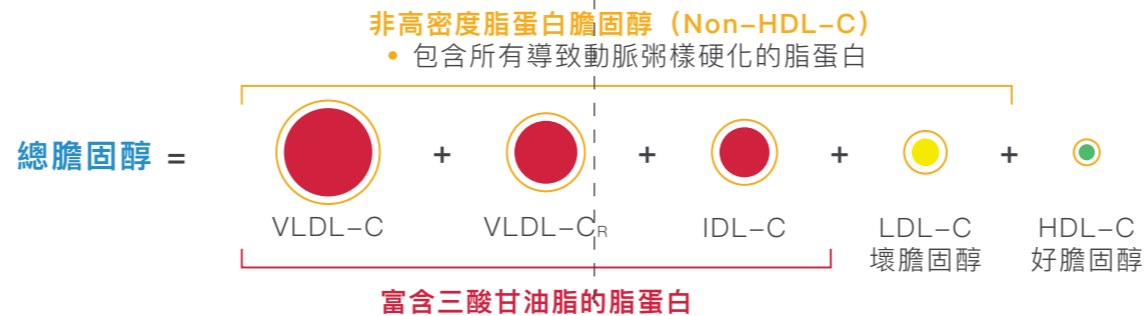 非高密度脂蛋白膽固醇（Non-HDL-C）
• 包含所有導致動脈粥樣硬化的脂蛋白
總膽固醇 = + + + +
VLDL-C VLDL-CR IDL-C LDL-C HDL-C
壞膽固醇 好膽固醇
富含三酸甘油脂的脂蛋白